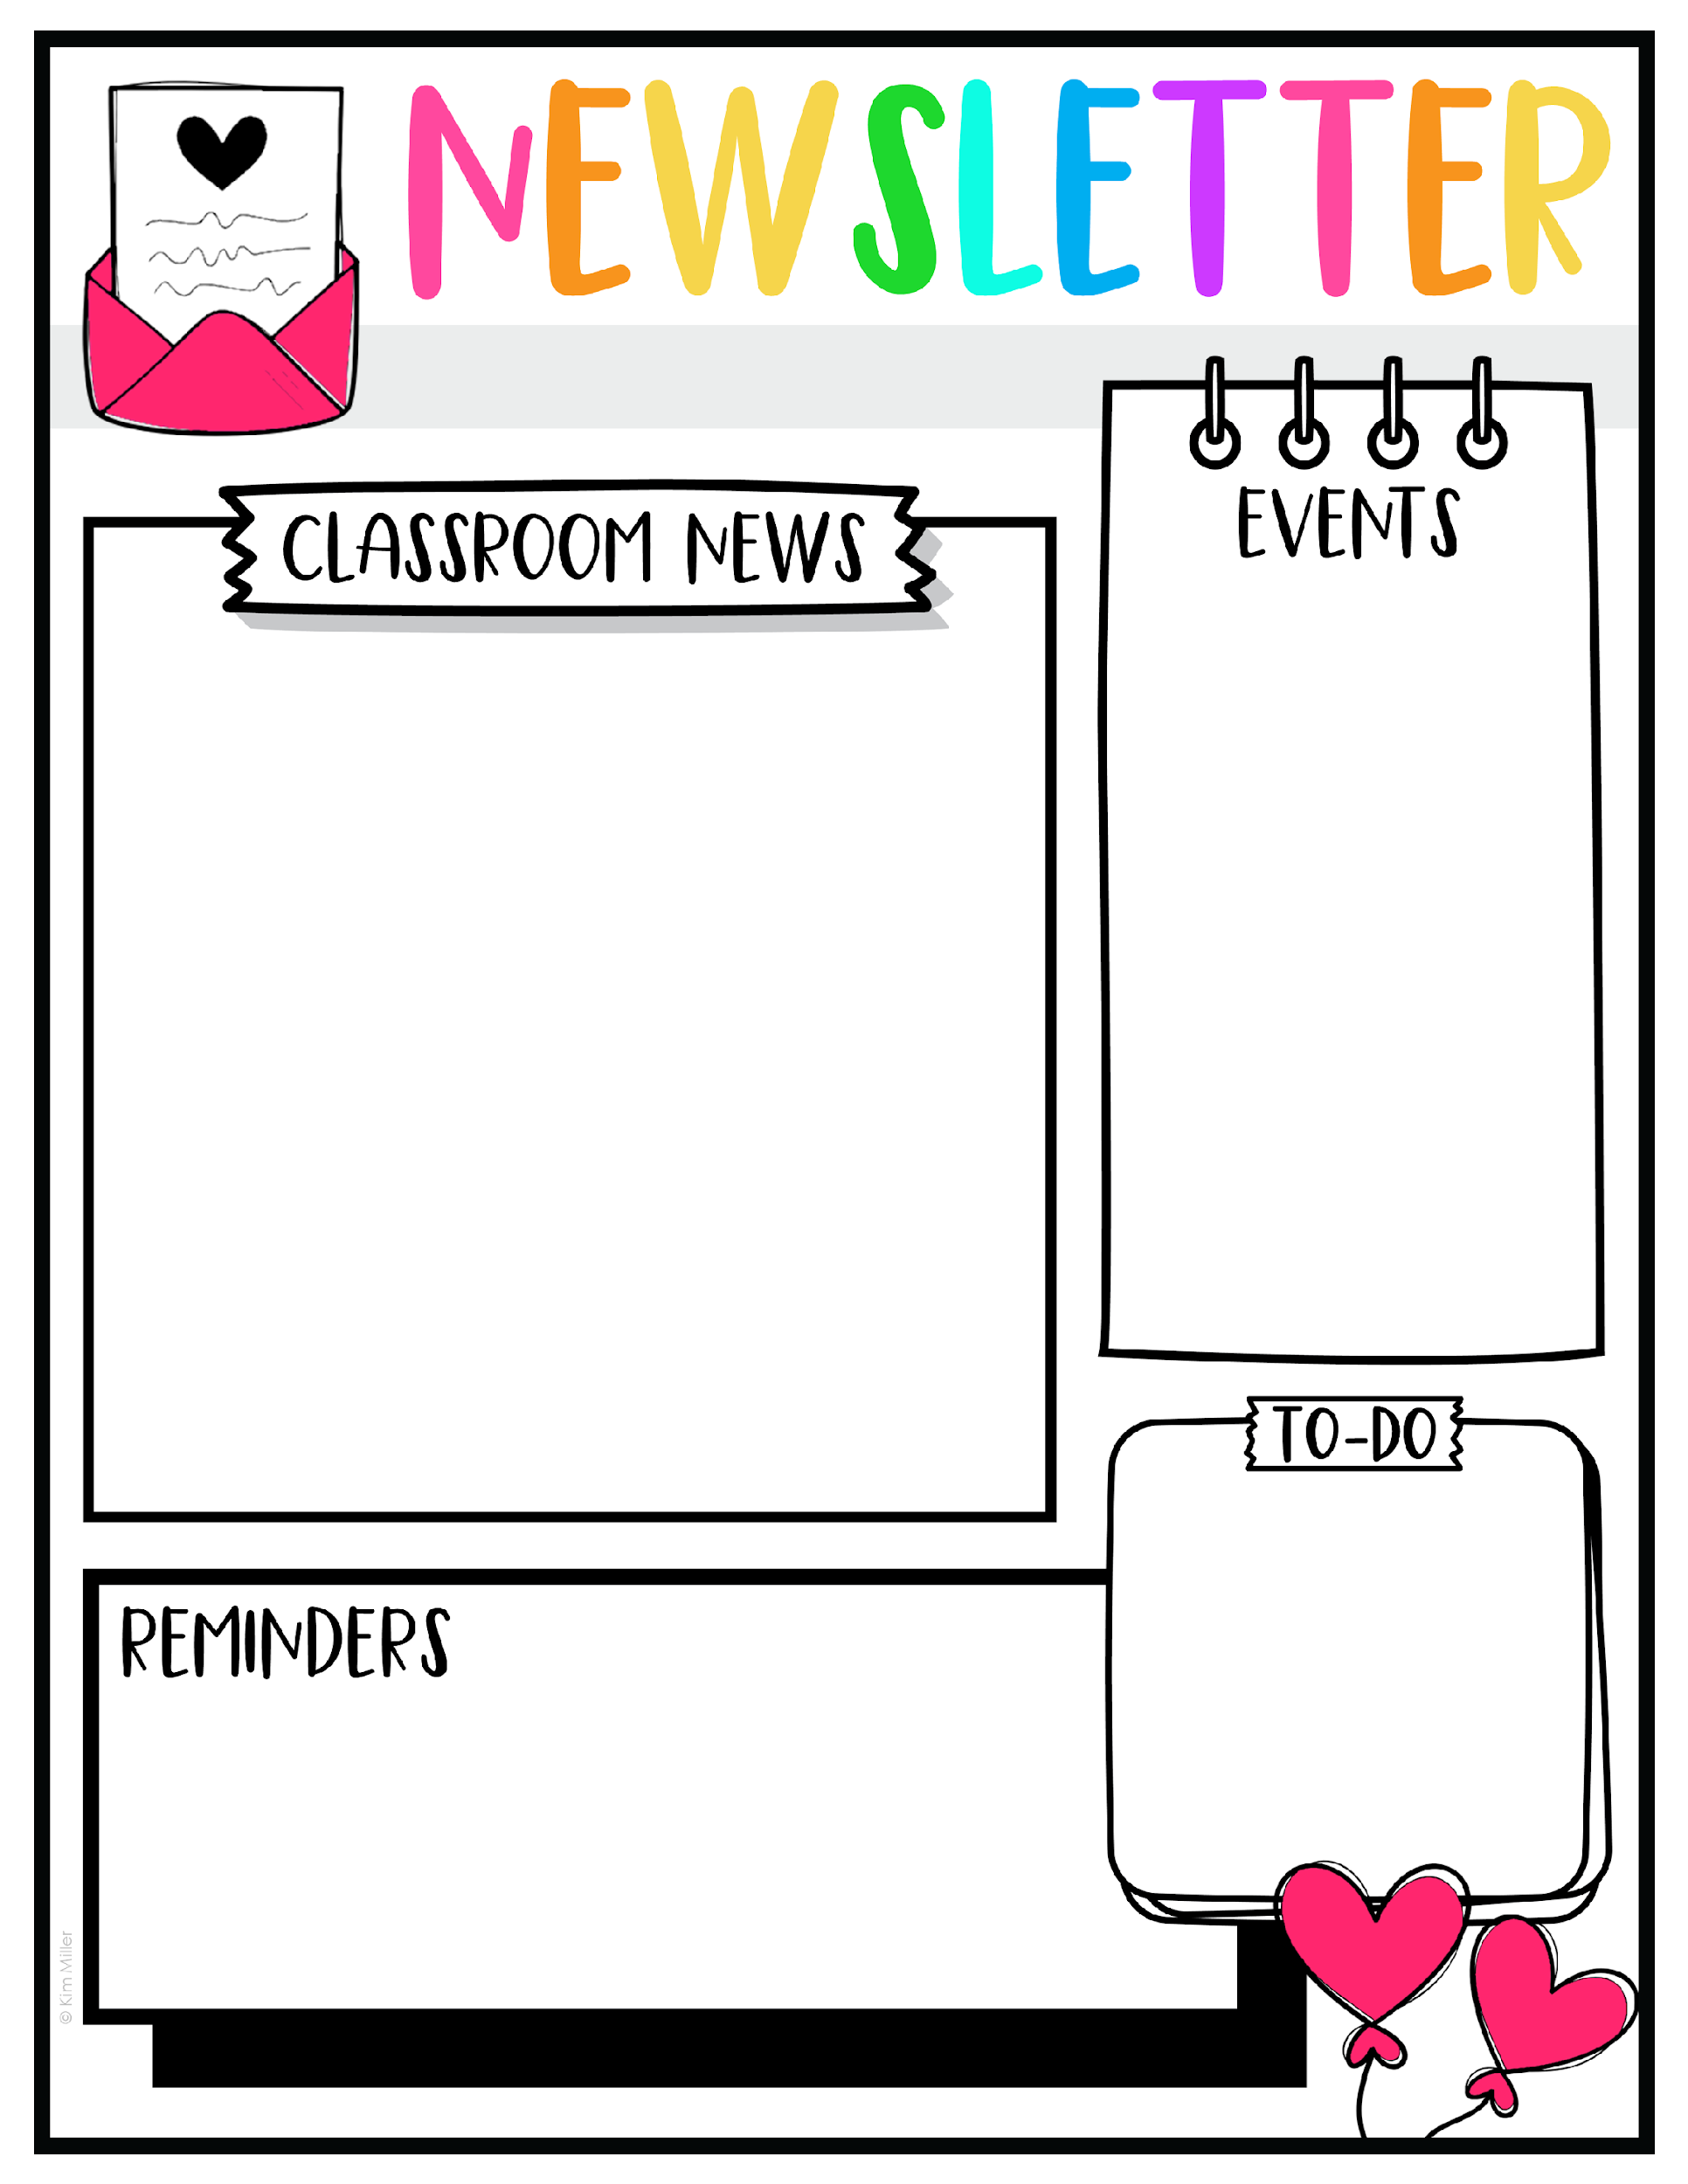 NEWSLETTER
CLASSROOM NEWS
EVENTS
TO-DO
REMINDERS
© Kim Miller